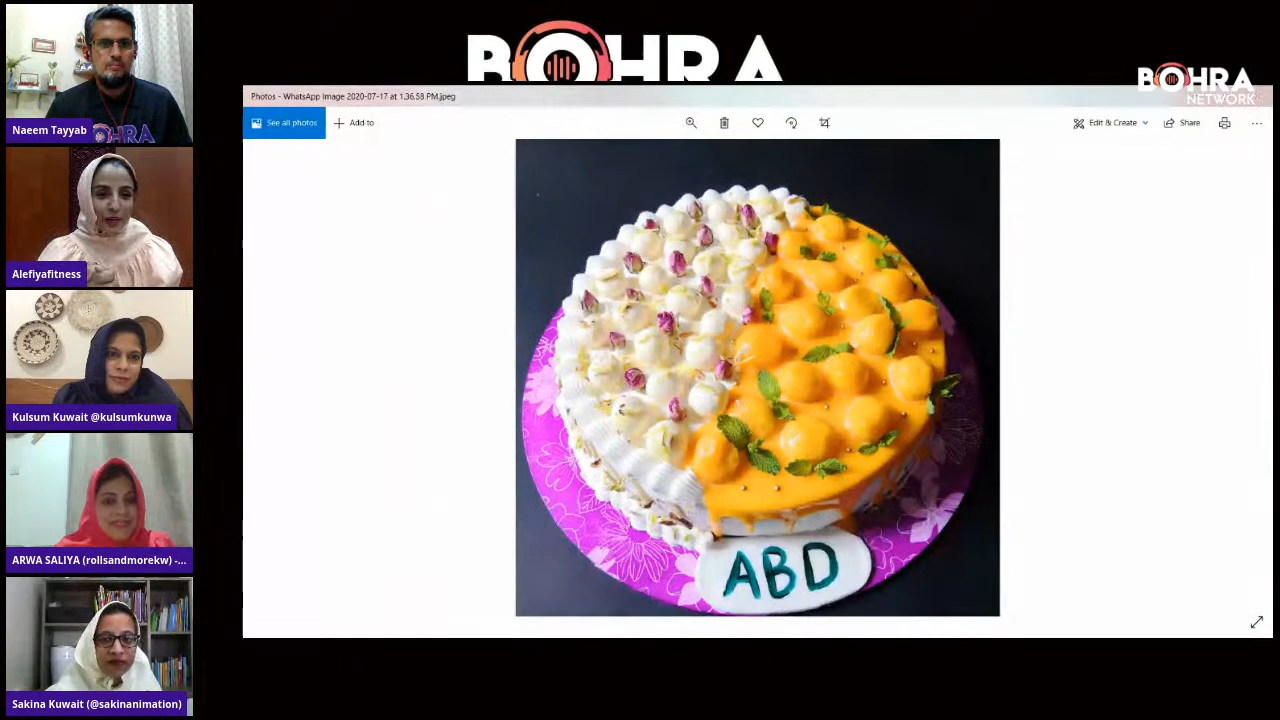 BOHRA
BOHRA
NETWORK
Photos - WhatsApp Image 2020-07-17 at 1.36.58 PM.jpeg
See all photos
Add to
Edit & Create
Share
Naeem Tayyab
BOHRA
Alefiyafitness
Kulsum Kuwait @kulsumkunwa
ARWA SALIYA (rollsandmorekw) -...
Sakina Kuwait (@sakinanimation)
ABD